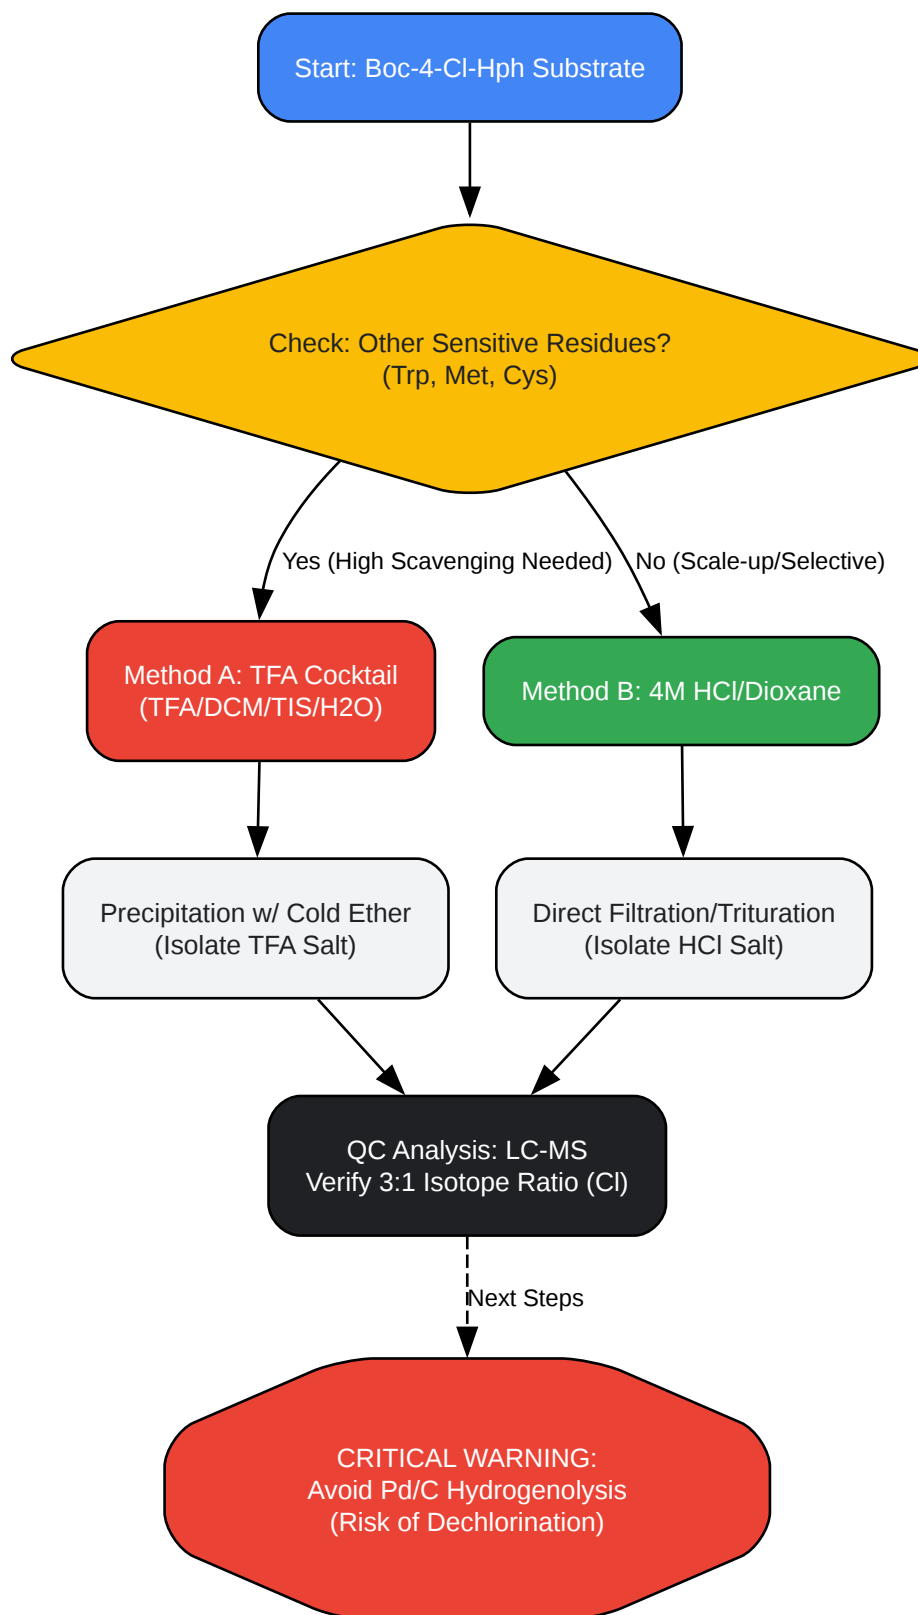 Start: Boc-4-Cl-Hph Substrate
Check: Other Sensitive Residues?
(Trp, Met, Cys)
Yes (High Scavenging Needed)
No (Scale-up/Selective)
Method A: TFA Cocktail
(TFA/DCM/TIS/H2O)
Method B: 4M HCl/Dioxane
Precipitation w/ Cold Ether
(Isolate TFA Salt)
Direct Filtration/Trituration
(Isolate HCl Salt)
QC Analysis: LC-MS
Verify 3:1 Isotope Ratio (Cl)
Next Steps
CRITICAL WARNING:
Avoid Pd/C Hydrogenolysis
(Risk of Dechlorination)